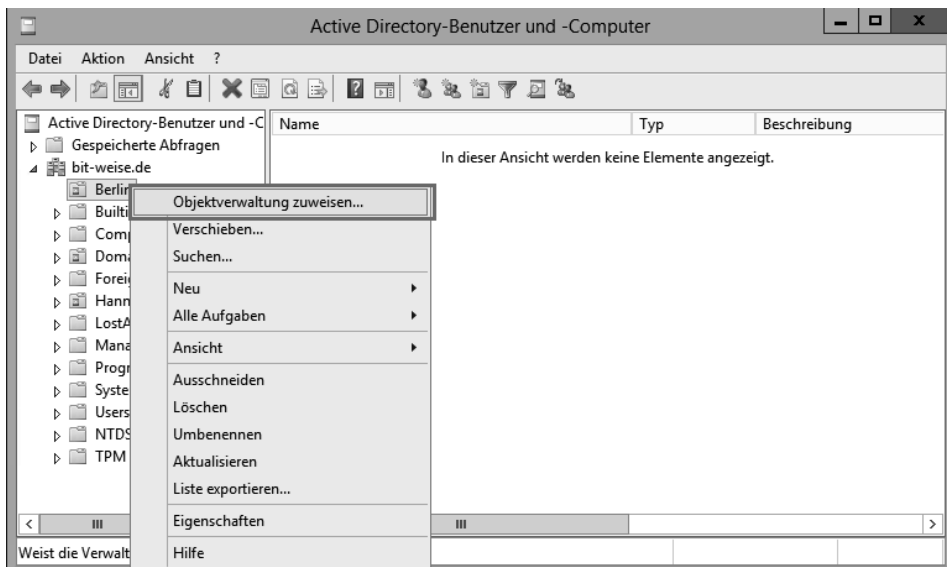 Active Directory-Benutzer und -Computer
Datei Aktion Ansicht ?
Active Directory-Benutzer und -C
Gespeicherte Abfragen
bit-weise.de
Berlin
Builti
Comp
Doma
Foreig
Hann
LostA
Mana
Progr
Syste
Users
NTDS
TPM
Name Typ Beschreibung
In dieser Ansicht werden keine Elemente angezeigt.
Objektverwaltung zuweisen...
Verschieben...
Suchen...
Neu
Alle Aufgaben
Ansicht
Ausschneiden
Löschen
Umbenennen
Aktualisieren
Liste exportieren...
Eigenschaften
Hilfe
Weist die Verwalt